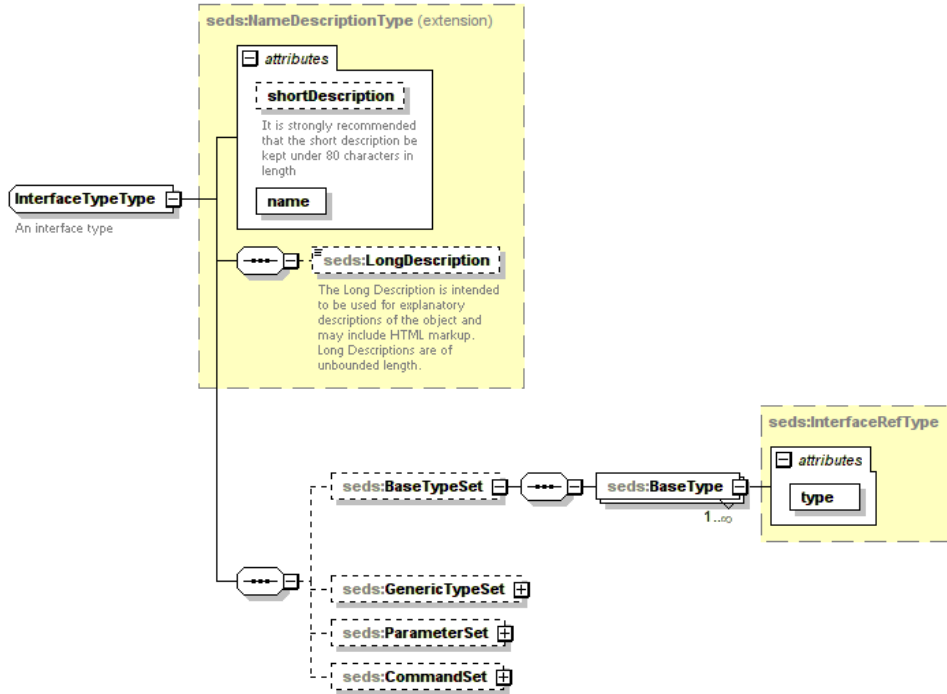 seds:NameDescriptionType (extension)
attributes
shortDescription
It is strongly recommended
that the short description be
kept under 80 characters in
length
name
InterfaceTypeType
An interface type
seds:LongDescription
The Long Description is intended
to be used for explanatory
descriptions of the object and
may include HTML markup.
Long Descriptions are of
unbounded length.
seds:InterfaceRefType
attributes
type
seds:BaseTypeSet
seds:BaseType
1..∞
seds:GenericTypeSet
seds:ParameterSet
seds:CommandSet